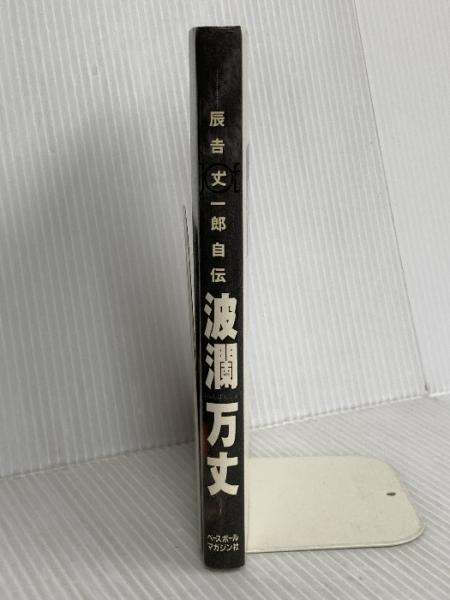 辰𠮷丈一郎自伝
波瀾万丈
ベースボール
マガジン社